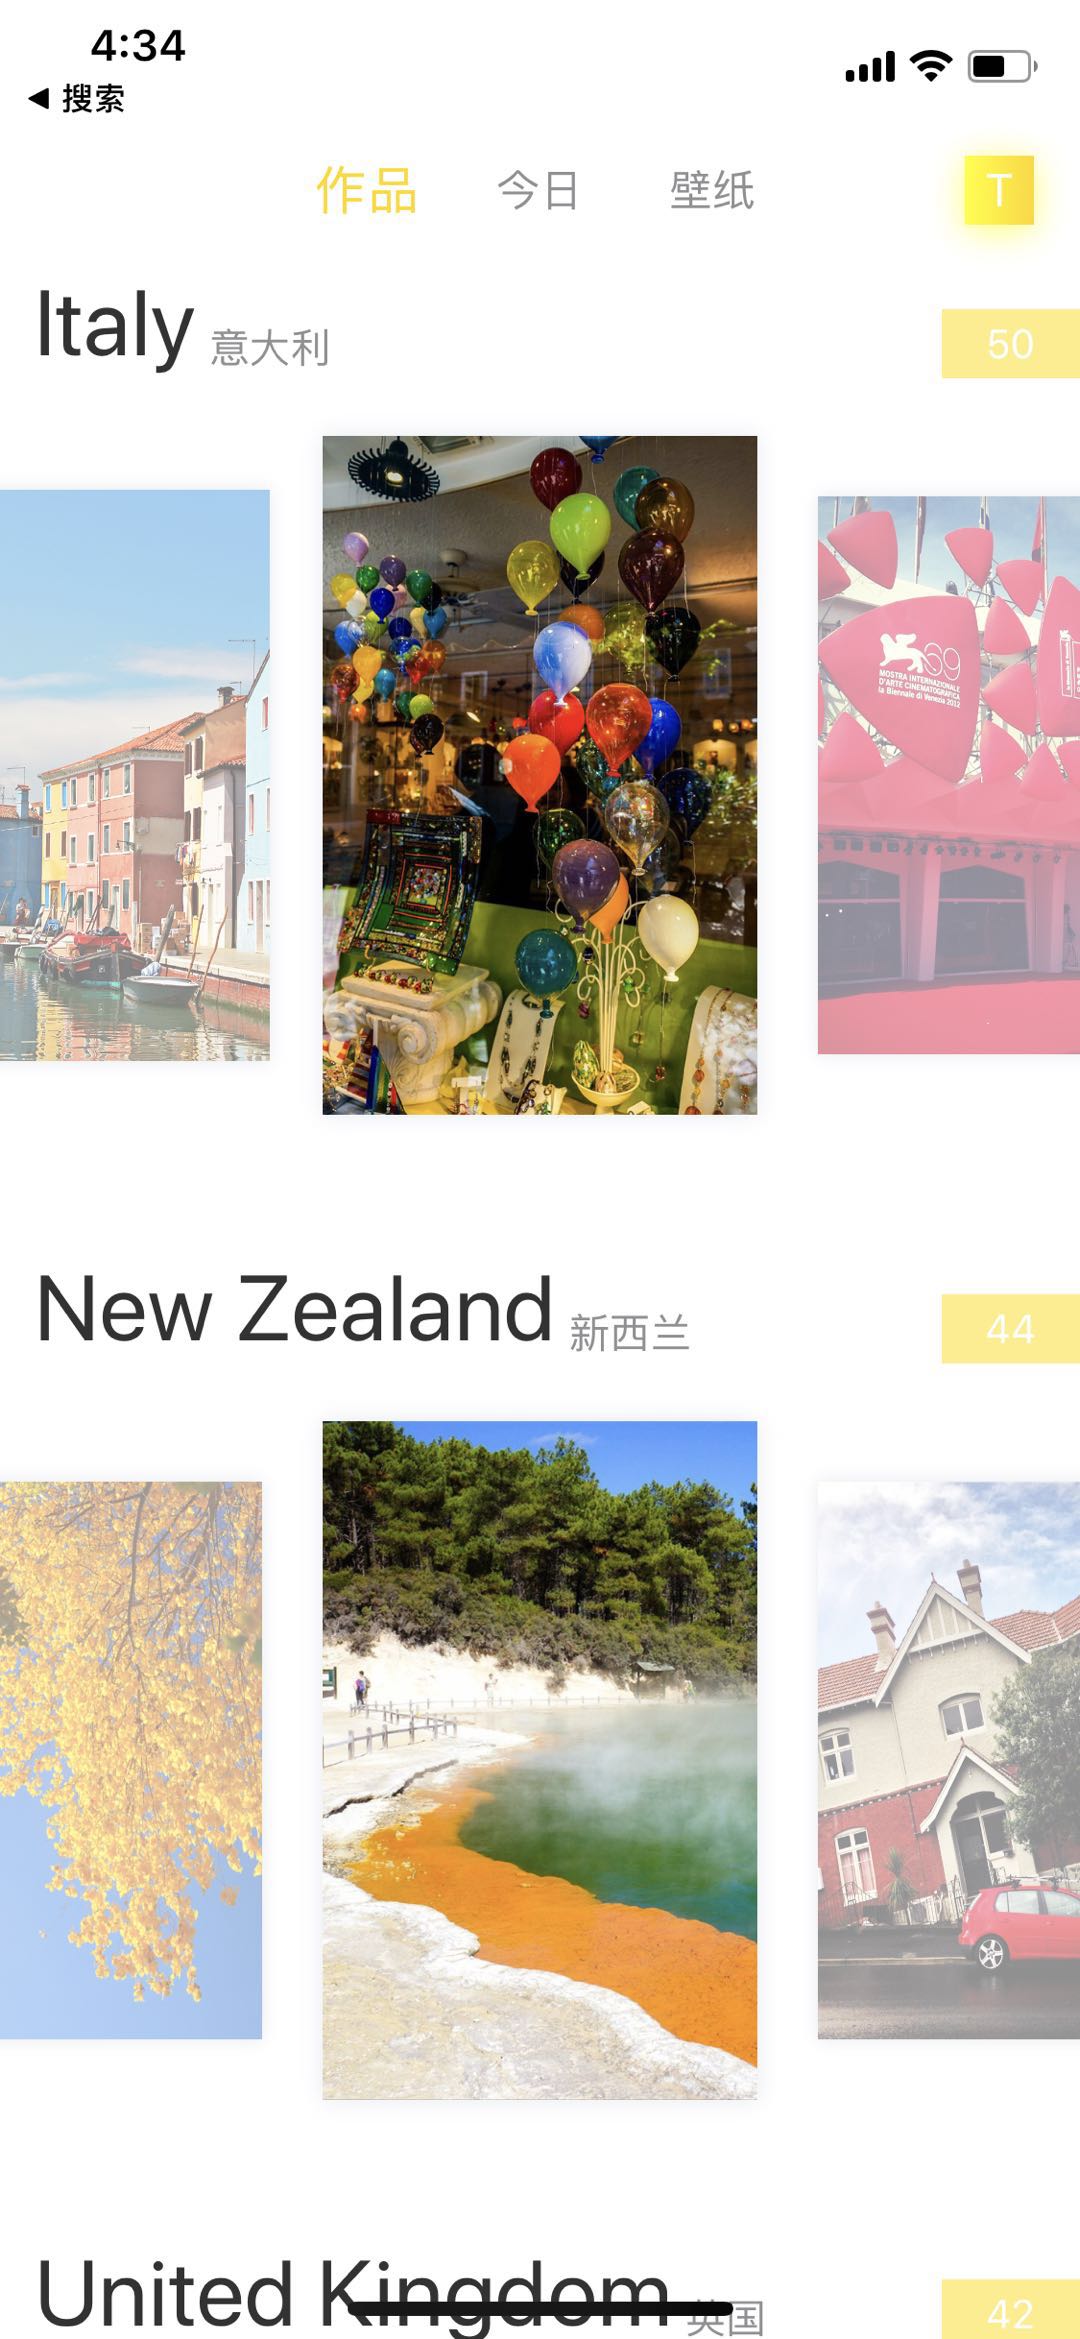 4:34
搜索
作品 今日 壁纸 T
Italy 意大利 50
69
MOSTRA INTERNAZIONALE
D'ARTE CINEMATOGRAFICA
la Biennale di Venezia 2012
New Zealand 新西兰 44
United Kingdom 英国 42